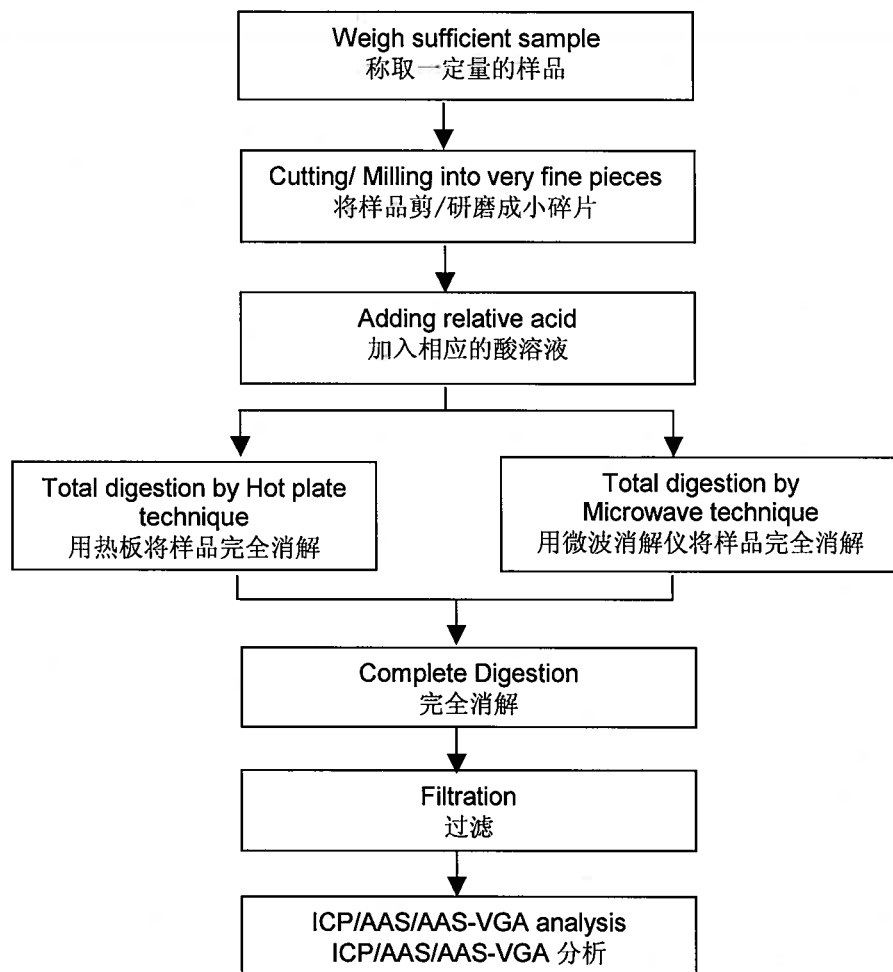 Weigh sufficient sample
称取一定量的样品
Cutting/ Milling into very fine pieces
将样品剪/研磨成小碎片
Adding relative acid
加入相应的酸溶液
Total digestion by Hot plate
technique
用热板将样品完全消解
Total digestion by
Microwave technique
用微波消解仪将样品完全消解
Complete Digestion
完全消解
Filtration
过滤
ICP/AAS/AAS-VGA analysis
ICP/AAS/AAS-VGA 分析